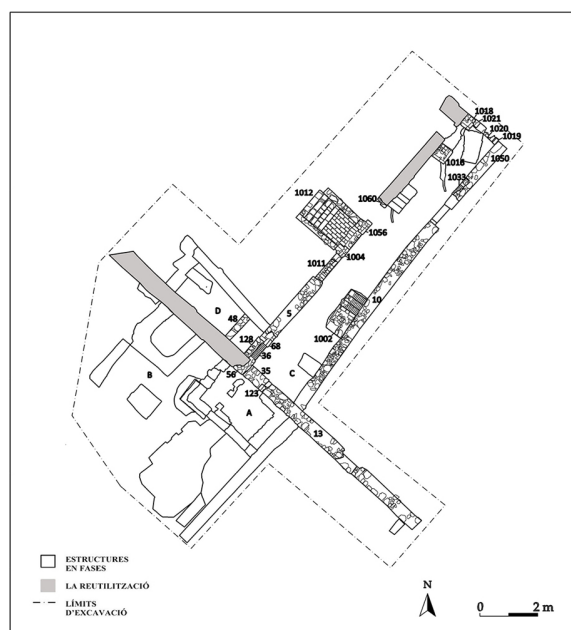 1018
1021
1020
1019
1050
1016
1033
1060
1012
1056
1004
1011
10
D
5
48
1002
128
68
36
B
56
35
C
123
A
13
ESTRUCTURES
EN FASES
LA REUTILITZACIÓ
LÍMITS
D'EXCAVACIÓ
N
0 2 m